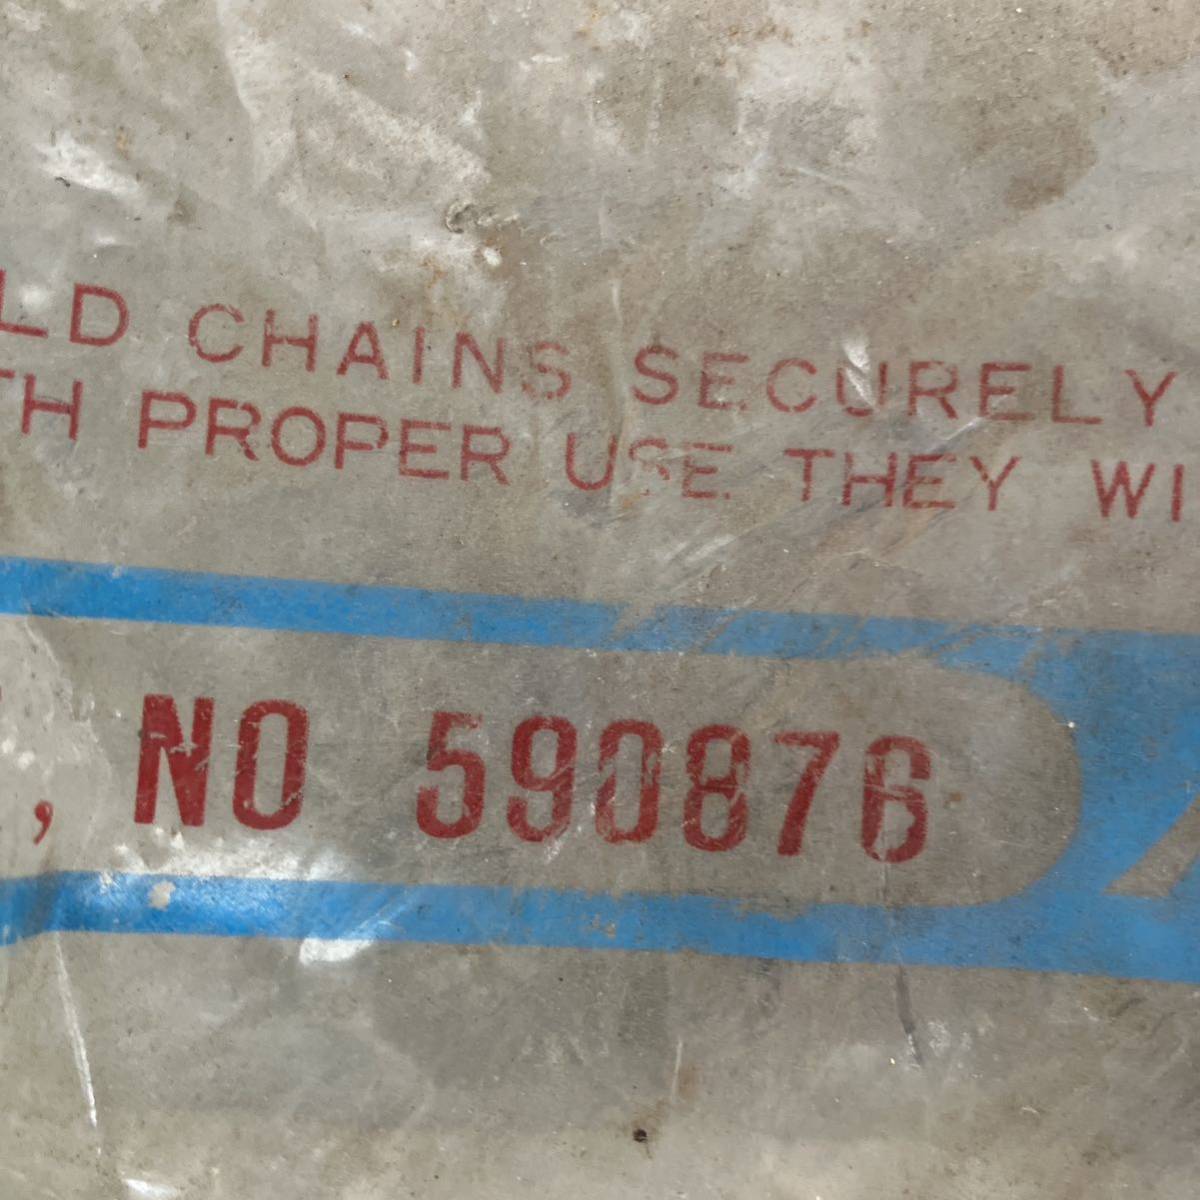 LD CHAINS SECURELY
TH PROPER USE THEY WI
, NO 590876